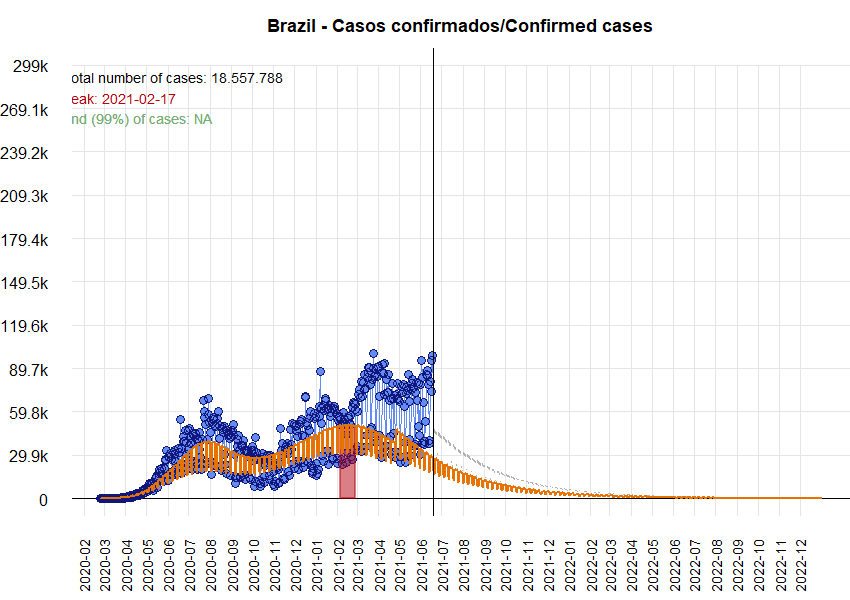 Brazil - Casos confirmados/Confirmed cases
299k
otal number of cases: 18.557.788
eak: 2021-02-17
269.1k
nd (99%) of cases: NA
239.2k
209.3k
179.4k
149.5k
119.6k
89.7k
59.8k
29.9k
0
2020-02
2020-03
2020-04
2020-05
2020-06
2020-07
2020-08
2020-09
2020-10
2020-11
2020-12
2021-01
2021-02
2021-03
2021-04
2021-05
2021-06
2021-07
2021-08
2021-09
2021-10
2021-11
2021-12
2022-01
2022-02
2022-03
2022-04
2022-05
2022-06
2022-07
2022-08
2022-09
2022-10
2022-11
2022-12